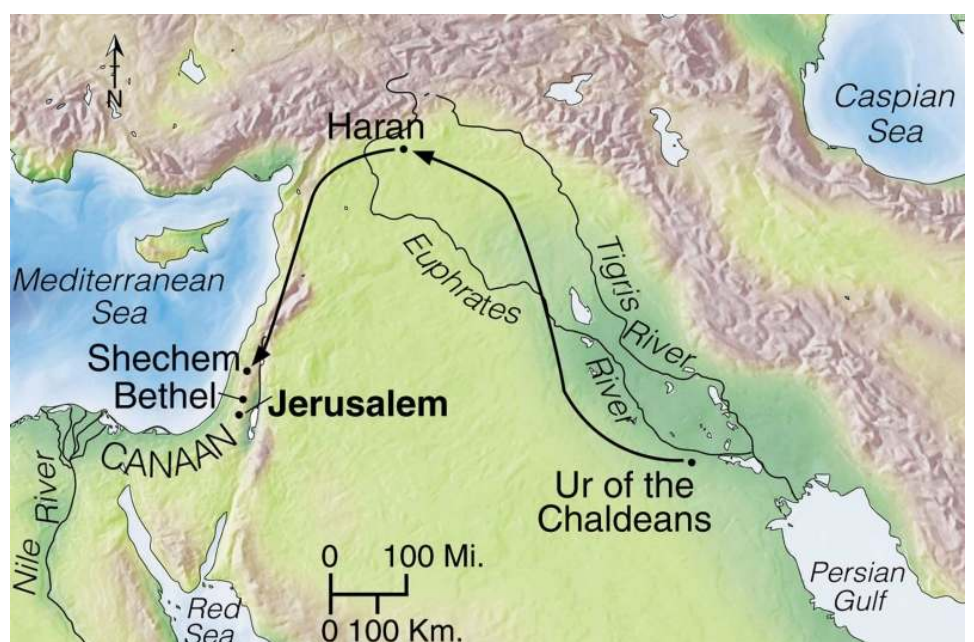 N
Caspian
Sea
Haran
Mediterranean
Sea
Euphrates
River
Tigris
River
Shechem
Bethel
Jerusalem
CANAAN
Nile River
Ur of the
Chaldeans
0 100 Mi.
0 100 Km.
Red
Sea
Persian
Gulf